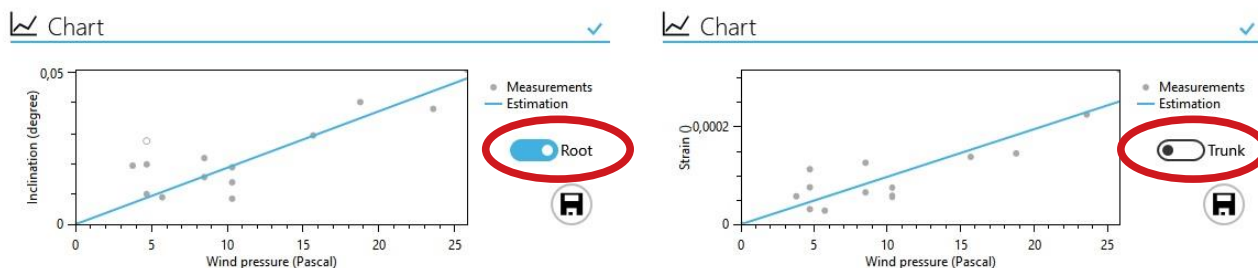 Chart
0,05
Inclination (degree)
0
0
5
10
15
20
25
Wind pressure (Pascal)
Measurements
Estimation
Root
Chart
0,0002
Strain ()
0
0
5
10
15
20
25
Wind pressure (Pascal)
Measurements
Estimation
Trunk